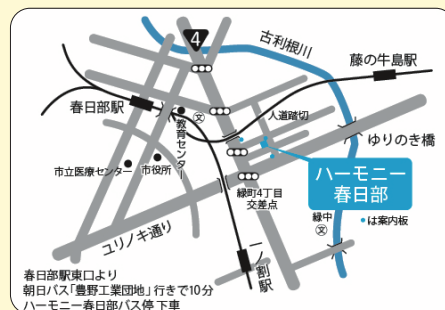 4
古利根川
藤の牛島駅
春日部駅
文
教育センター
人道踏切
ゆりのき橋
ハーモニー
春日部
市立医療センター
市役所
緑町4丁目
交差点
は案内板
緑中
文
ユリノキ通り
一ノ割駅
春日部駅東口より
朝日バス「豊野工業団地」行きで10分
ハーモニー春日部バス停 下車